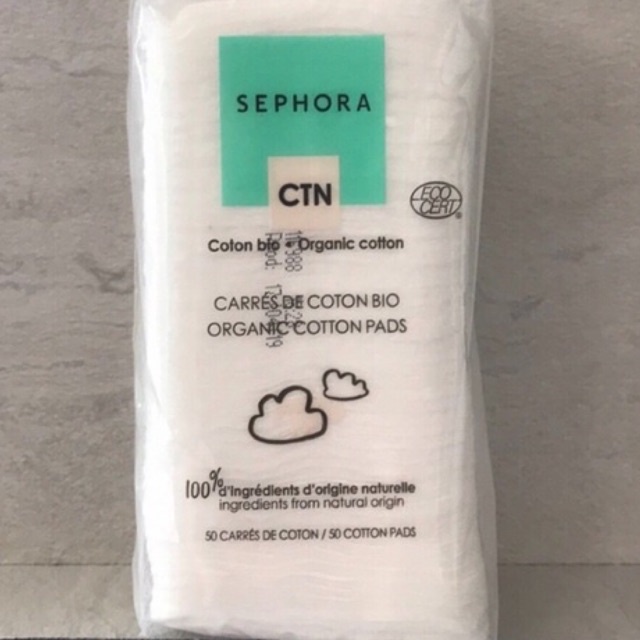 SEPHORA
CTN
ECO
CERT
®
Coton bio • Organic cotton
CARRÉS DE COTON BIO
ORGANIC COTTON PADS
100% d'ingrédients d'origine naturelle
ingredients from natural origin
50 CARRÉS DE COTON / 50 COTTON PADS